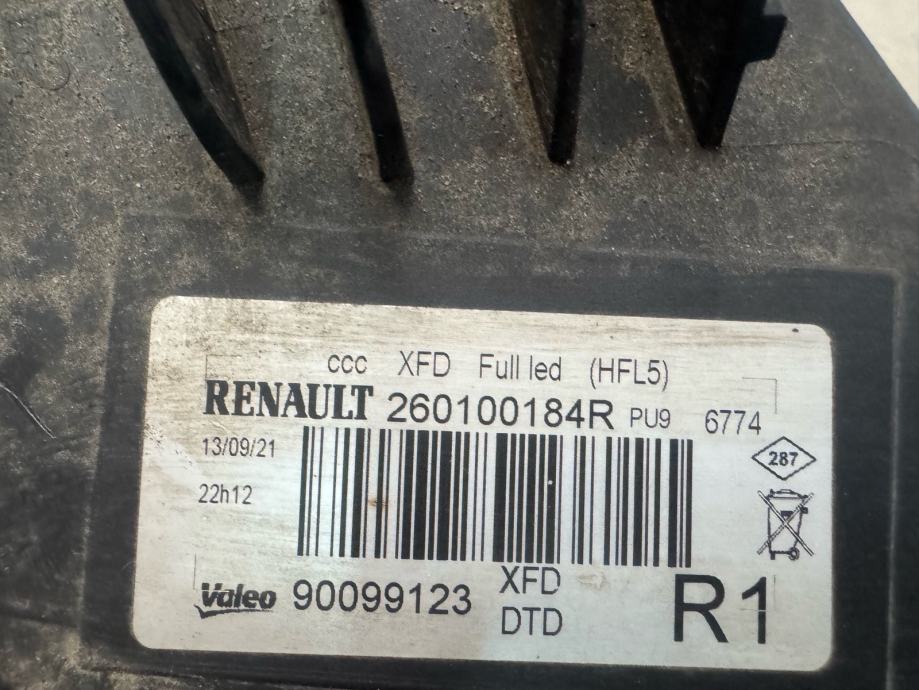 ccc XFD Full led (HFL5)
RENAULT 260100184R PU9 6774
13/09/21
287
22h12
Valeo 90099123 XFD
DTD
R1